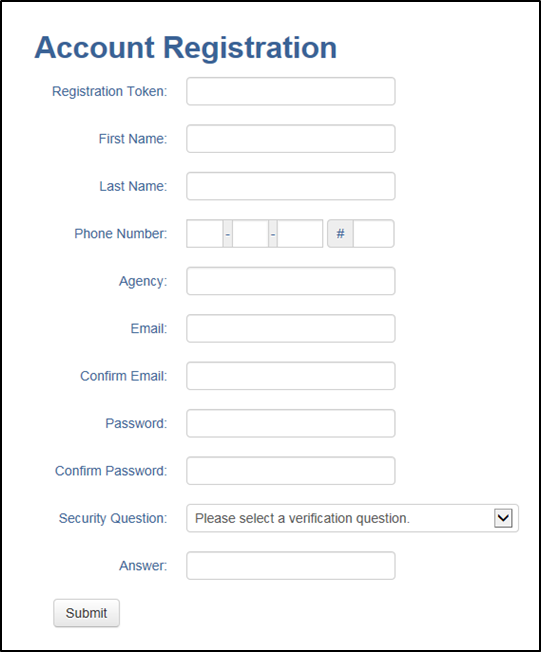 Account Registration
Registration Token:
First Name:
Last Name:
Phone Number: - - #
Agency:
Email:
Confirm Email:
Password:
Confirm Password:
Security Question: Please select a verification question.
Answer:
Submit